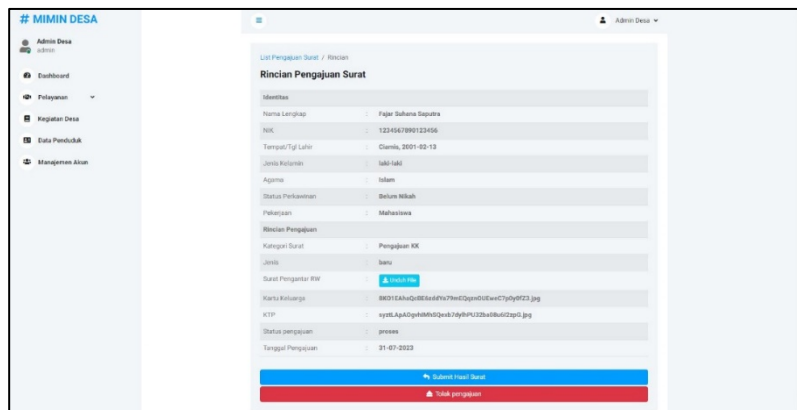 # MIMIN DESA
Admin Desa
Admin Desa
admin
Dashboard
Pelayanan
Kegiatan Desa
Data Penduduk
Manajemen Akun
List Pengajuan Surat / Rincian
Rincian Pengajuan Surat
Identitas
Nama Lengkap : Fajar Suhana Saputra
NIK : 1234567890123456
Tempat/Tgl Lahir : Ciamis, 2001-02-13
Jenis Kelamin : laki-laki
Agama : Islam
Status Perkawinan : Belum Nikah
Pekerjaan : Mahasiswa
Rincian Pengajuan
Kategori Surat : Pengajuan KK
Jenis : baru
Surat Pengantar RW : Unduh File
Kartu Keluarga :
KTP :
Status pengajuan : proses
Tanggal Pengajuan : 31-07-2023
Submit Hasil Surat
Tolak pengajuan